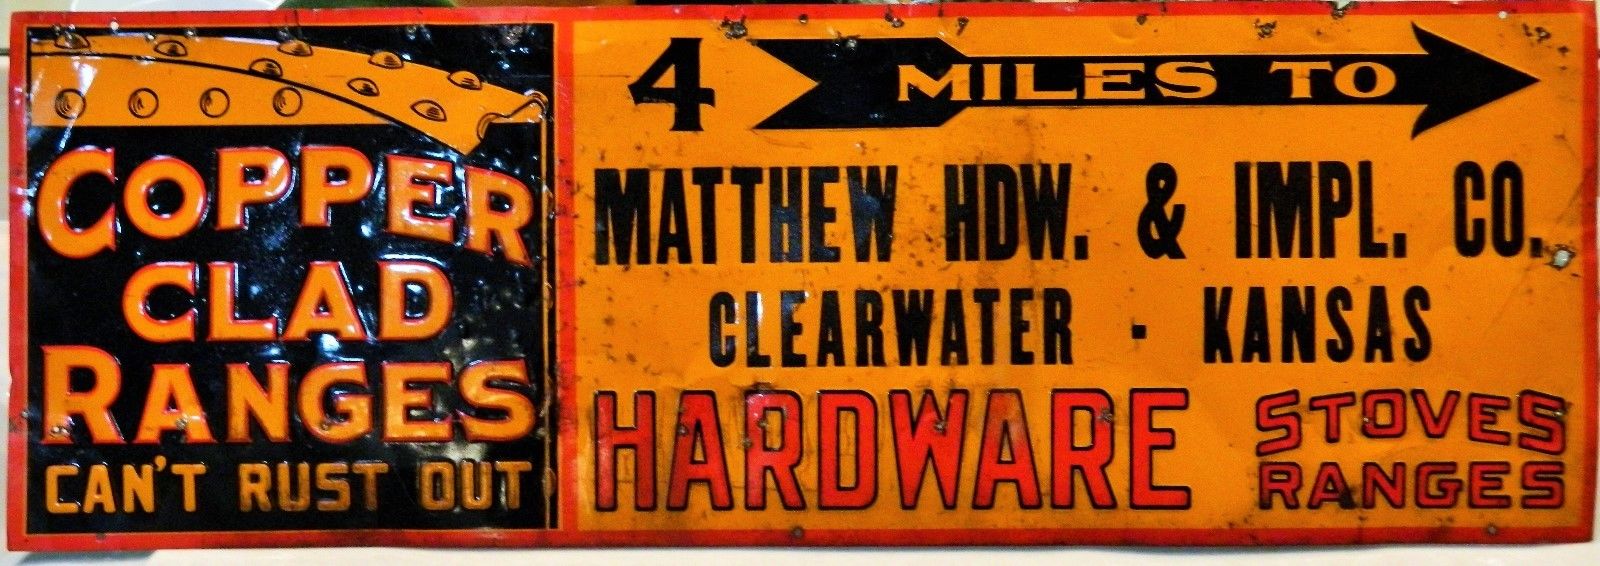 COPPER
CLAD
RANGES
CAN'T RUST OUT
4 MILES TO
MATTHEW HDW. & IMPL. CO.
CLEARWATER - KANSAS
HARDWARE
STOVES
RANGES